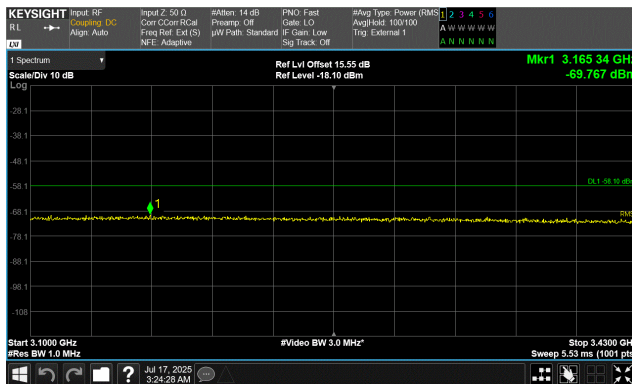 KEYSIGHT
RL
LXI
Input: RF
Coupling: DC
Align: Auto
Input Z: 50 Ω
Corr CCorr RCal
Freq Ref: Ext (S)
NFE: Adaptive
#Atten: 14 dB
Preamp: Off
µW Path: Standard
PNO: Fast
Gate: LO
IF Gain: Low
Sig Track: Off
#Avg Type: Power (RMS
Avg|Hold: 100/100
Trig: External 1
1 2 3 4 5 6
A W W W W W
A N N N N N
1 Spectrum
Scale/Div 10 dB
Log
Ref Lvl Offset 15.55 dB
Ref Level -18.10 dBm
Mkr1 3.165 34 GHz
-69.767 dBm
-28.1
-38.1
-48.1
-58.1
DL1 -58.10 dBm
-68.1
1
RMS
-78.1
-88.1
-98.1
-108
Start 3.1000 GHz
#Res BW 1.0 MHz
#Video BW 3.0 MHz*
Stop 3.4300 GHz
Sweep 5.53 ms (1001 pts)
?
Jul 17, 2025
3:24:28 AM